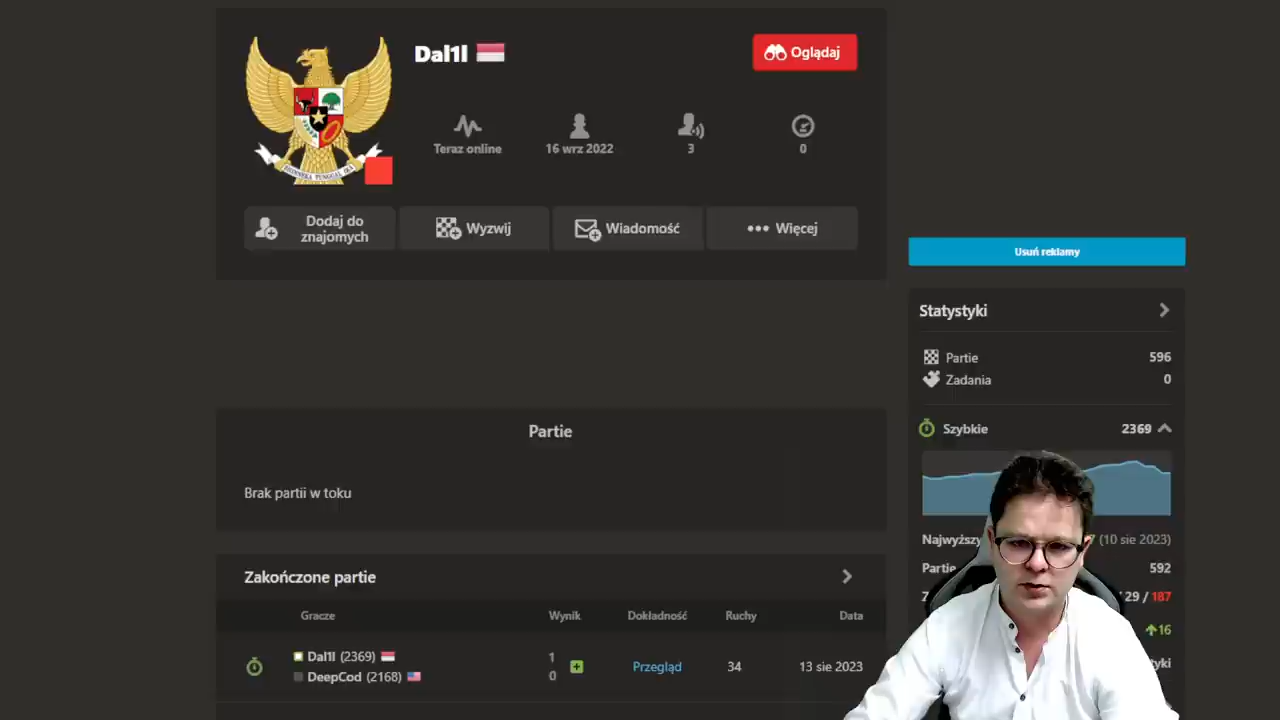 Dal1l
Oglądaj
Teraz online
16 wrz 2022
3
0
Dodaj do
znajomych
Wyzwij
Wiadomość
Więcej
Usuń reklamy
Statystyki
Partie 596
Zadania 0
Szybkie 2369
Partie
Brak partii w toku
Najwyższy (10 sie 2023)
592
Zakończone partie
29 / 187
Gracze Wynik Dokładność Ruchy Data
16
Dal1l (2369) 1
DeepCod (2168) 0
Przegląd 34 13 sie 2023